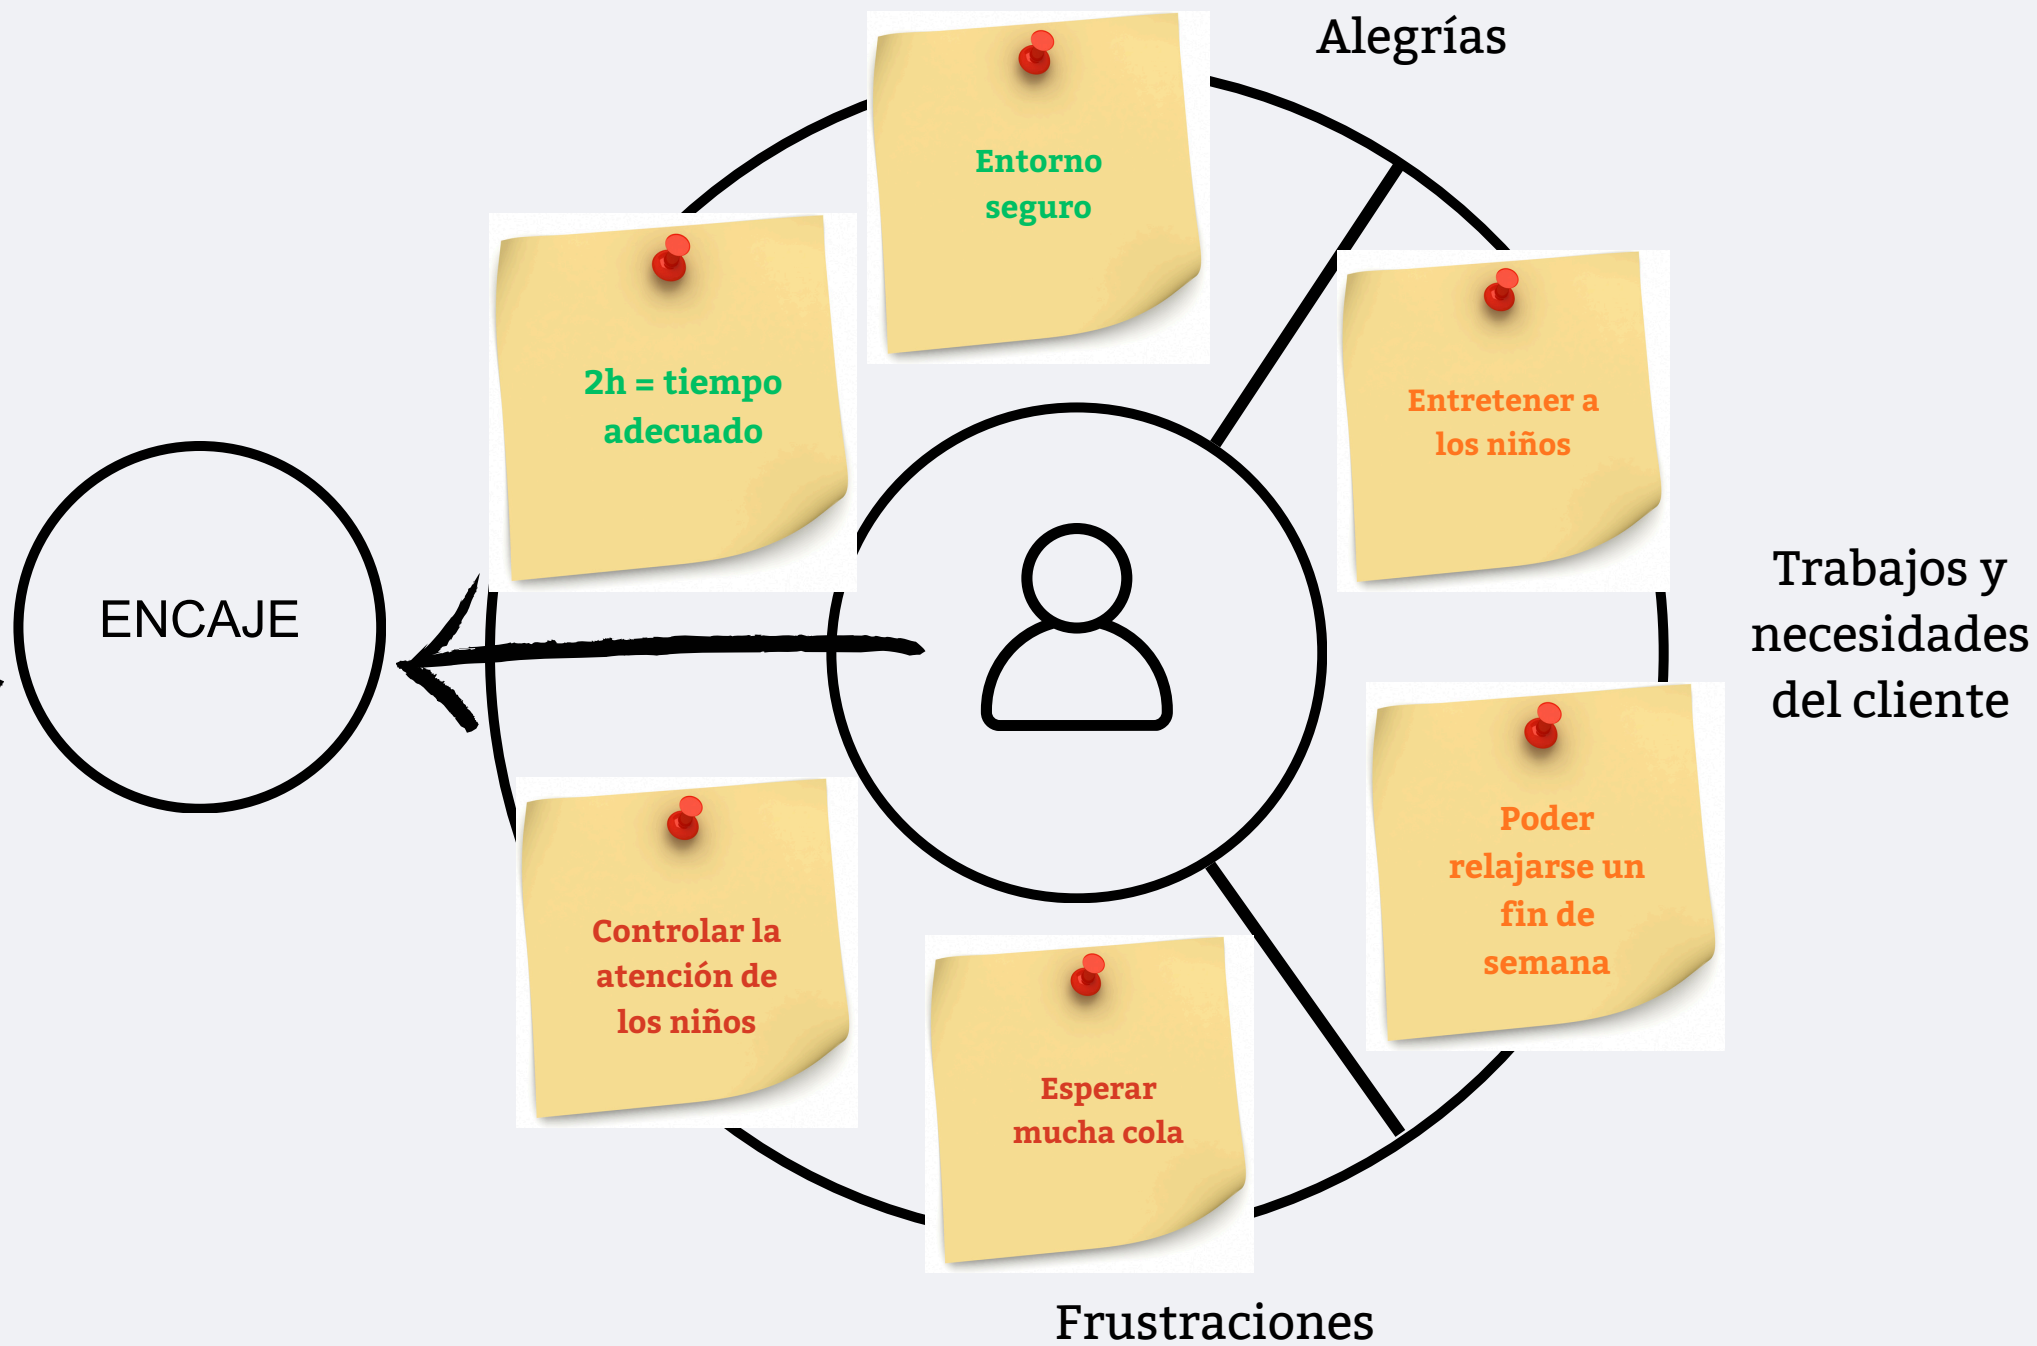 Alegrías
Entorno
seguro
2h = tiempo
adecuado
Entretener a
los niños
ENCAJE
Trabajos y
necesidades
del cliente
Poder
relajarse un
fin de
semana
Controlar la
atención de
los niños
Esperar
mucha cola
Frustraciones